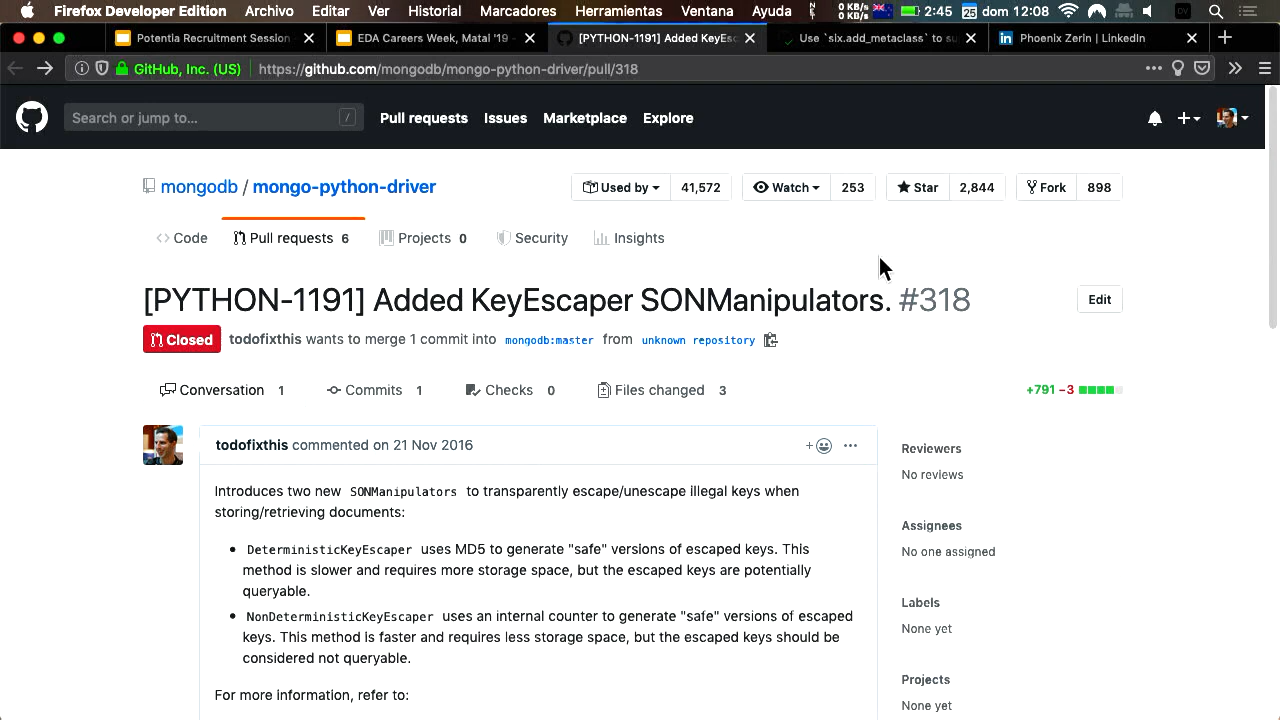 Firefox Developer Edition Archivo Editar Ver Historial Marcadores Herramientas Ventana Ayuda 0 KB/s 0 KB/s 2:45 25 dom 12:08
Potentia Recruitment Session EDA Careers Week, Matal '19 - [PYTHON-1191] Added KeyEsc Use `six.add_metaclass` to su Phoenix Zerin | LinkedIn
GitHub, Inc. (US) https://github.com/mongodb/mongo-python-driver/pull/318
Search or jump to... / Pull requests Issues Marketplace Explore
mongodb / mongo-python-driver Used by 41,572 Watch 253 Star 2,844 Fork 898
Code Pull requests 6 Projects 0 Security Insights
[PYTHON-1191] Added KeyEscaper SONManipulators. #318 Edit
Closed todofixthis wants to merge 1 commit into mongodb:master from unknown repository
Conversation 1 Commits 1 Checks 0 Files changed 3 +791 −3
todofixthis commented on 21 Nov 2016
Introduces two new SONManipulators to transparently escape/unescape illegal keys when
storing/retrieving documents:
• DeterministicKeyEscaper uses MD5 to generate "safe" versions of escaped keys. This
method is slower and requires more storage space, but the escaped keys are potentially
queryable.
• NonDeterministicKeyEscaper uses an internal counter to generate "safe" versions of escaped
keys. This method is faster and requires less storage space, but the escaped keys should be
considered not queryable.
For more information, refer to:
Reviewers
No reviews
Assignees
No one assigned
Labels
None yet
Projects
None yet